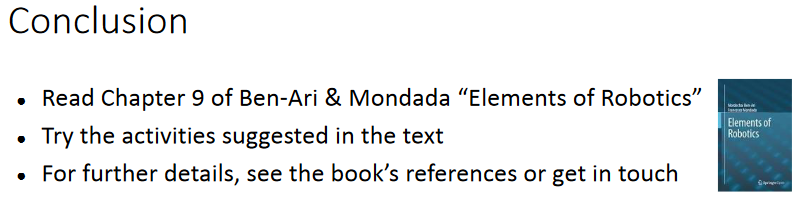 Conclusion
• Read Chapter 9 of Ben-Ari & Mondada “Elements of Robotics”
• Try the activities suggested in the text
• For further details, see the book’s references or get in touch
Mordechai Ben-Ari
Francesco Mondada
Elements of
Robotics
Springer